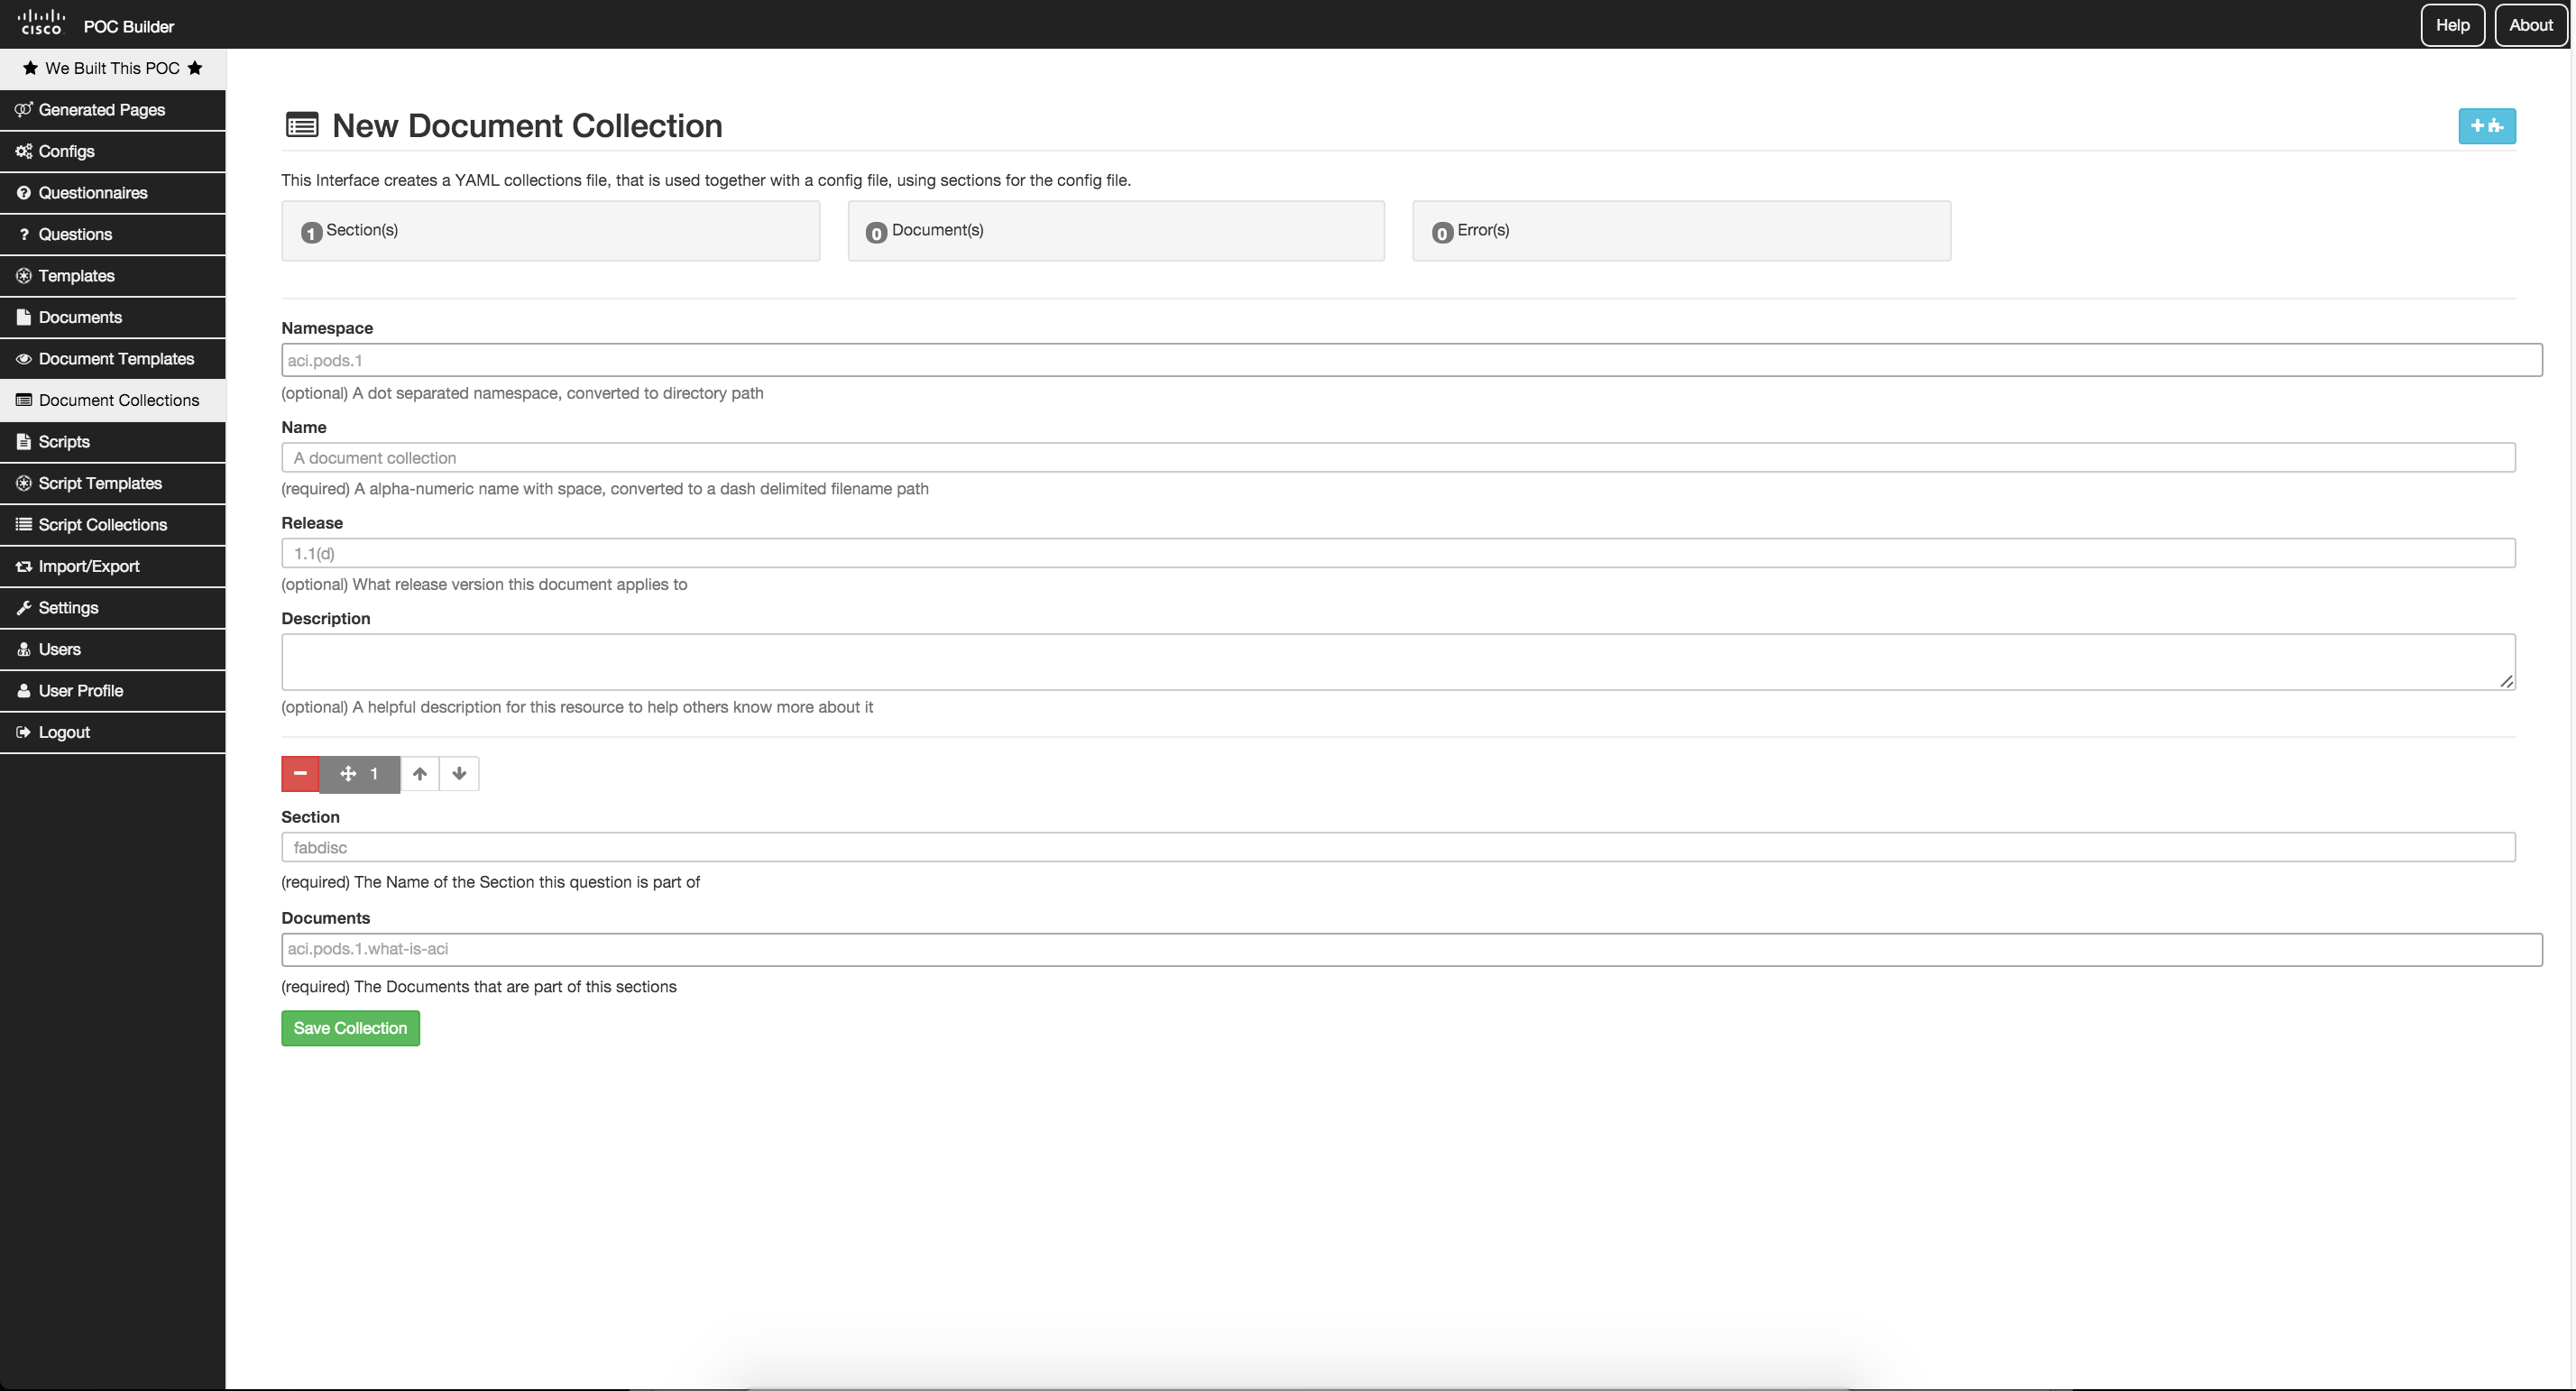 CISCO POC Builder Help About
We Built This POC
Generated Pages
Configs
Questionnaires
? Questions
Templates
Documents
Document Templates
Document Collections
Scripts
Script Templates
Script Collections
Import/Export
Settings
Users
User Profile
Logout
New Document Collection
This Interface creates a YAML collections file, that is used together with a config file, using sections for the config file.
1 Section(s) 0 Document(s) 0 Error(s)
Namespace
aci.pods.1
(optional) A dot separated namespace, converted to directory path
Name
A document collection
(required) A alpha-numeric name with space, converted to a dash delimited filename path
Release
1.1(d)
(optional) What release version this document applies to
Description
(optional) A helpful description for this resource to help others know more about it
1
Section
fabdisc
(required) The Name of the Section this question is part of
Documents
aci.pods.1.what-is-aci
(required) The Documents that are part of this sections
Save Collection